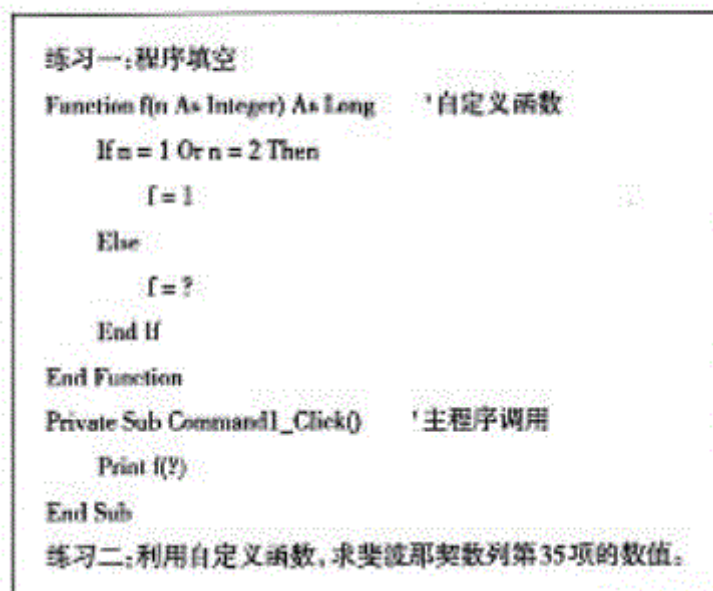 练习一:程序填空
Function f(n As Integer) As Long '自定义函数
If n = 1 Or n = 2 Then
f = 1
Else
f = ?
End If
End Function
Private Sub Command1_Click() '主程序调用
Print f(?)
End Sub
练习二:利用自定义函数,求斐波那契数列第35项的数值。